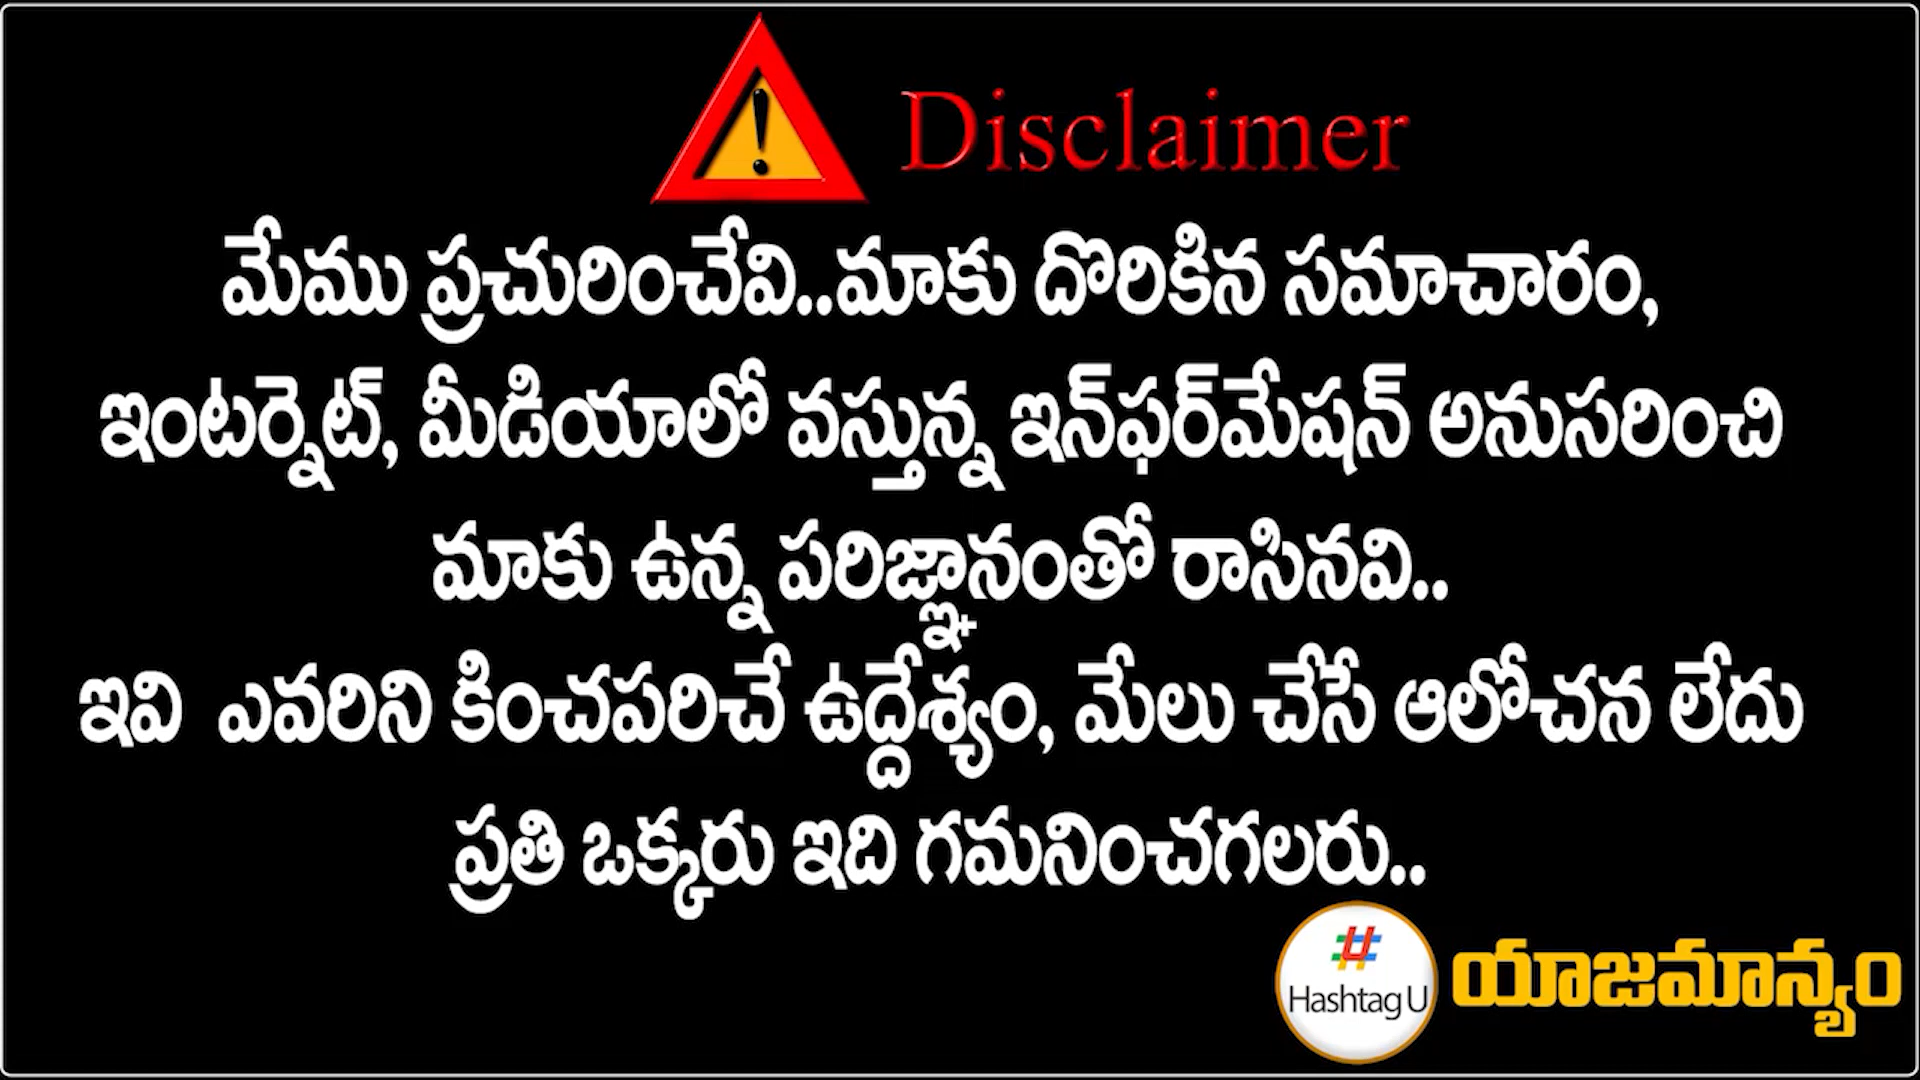 Disclaimer
మేము ప్రచురించేవి..మాకు దొరికిన సమాచారం,
ఇంటర్నెట్, మీడియాలో వస్తున్న ఇన్‌ఫర్‌మేషన్ అనుసరించి
మాకు ఉన్న పరిజ్ఞానంతో రాసినవి..
ఇవి ఎవరిని కించపరిచే ఉద్దేశ్యం, మేలు చేసే ఆలోచన లేదు
ప్రతి ఒక్కరు ఇది గమనించగలరు..
Hashtag U
యాజమాన్యం